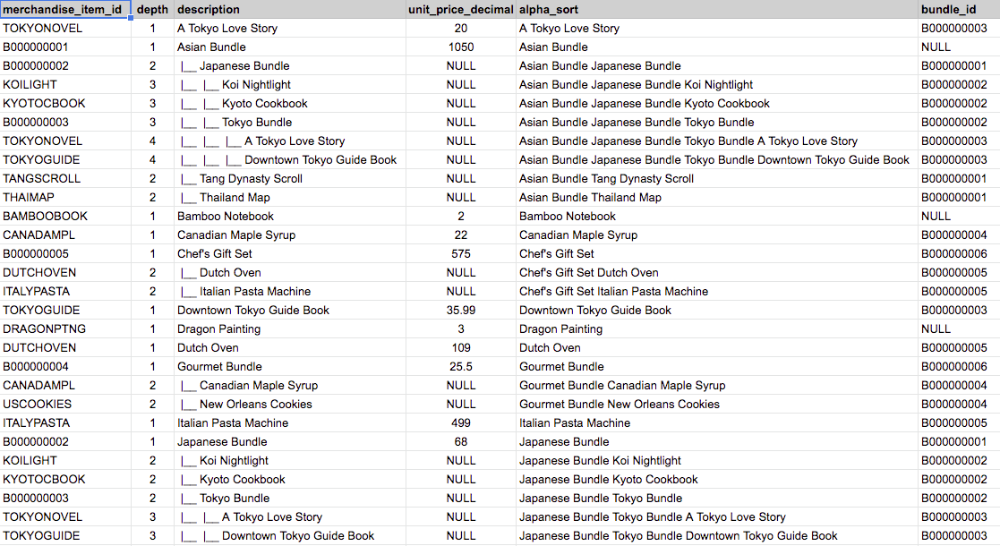 merchandise_item_id depth description unit_price_decimal alpha_sort bundle_id
TOKYONOVEL 1 A Tokyo Love Story 20 A Tokyo Love Story B000000003
B000000001 1 Asian Bundle 1050 Asian Bundle NULL
B000000002 2 |__ Japanese Bundle NULL Asian Bundle Japanese Bundle B000000001
KOILIGHT 3 |__ |__ Koi Nightlight NULL Asian Bundle Japanese Bundle Koi Nightlight B000000002
KYOTOCBOOK 3 |__ |__ Kyoto Cookbook NULL Asian Bundle Japanese Bundle Kyoto Cookbook B000000002
B000000003 3 |__ |__ Tokyo Bundle NULL Asian Bundle Japanese Bundle Tokyo Bundle B000000002
TOKYONOVEL 4 |__ |__ |__ A Tokyo Love Story NULL Asian Bundle Japanese Bundle Tokyo Bundle A Tokyo Love Story B000000003
TOKYOGUIDE 4 |__ |__ |__ Downtown Tokyo Guide Book NULL Asian Bundle Japanese Bundle Tokyo Bundle Downtown Tokyo Guide Book B000000003
TANGSCROLL 2 |__ Tang Dynasty Scroll NULL Asian Bundle Tang Dynasty Scroll B000000001
THAIMAP 2 |__ Thailand Map NULL Asian Bundle Thailand Map B000000001
BAMBOOBOOK 1 Bamboo Notebook 2 Bamboo Notebook NULL
CANADAMPL 1 Canadian Maple Syrup 22 Canadian Maple Syrup B000000004
B000000005 1 Chef's Gift Set 575 Chef's Gift Set B000000006
DUTCHOVEN 2 |__ Dutch Oven NULL Chef's Gift Set Dutch Oven B000000005
ITALYPASTA 2 |__ Italian Pasta Machine NULL Chef's Gift Set Italian Pasta Machine B000000005
TOKYOGUIDE 1 Downtown Tokyo Guide Book 35.99 Downtown Tokyo Guide Book B000000003
DRAGONPTNG 1 Dragon Painting 3 Dragon Painting NULL
DUTCHOVEN 1 Dutch Oven 109 Dutch Oven B000000005
B000000004 1 Gourmet Bundle 25.5 Gourmet Bundle B000000006
CANADAMPL 2 |__ Canadian Maple Syrup NULL Gourmet Bundle Canadian Maple Syrup B000000004
USCOOKIES 2 |__ New Orleans Cookies NULL Gourmet Bundle New Orleans Cookies B000000004
ITALYPASTA 1 Italian Pasta Machine 499 Italian Pasta Machine B000000005
B000000002 1 Japanese Bundle 68 Japanese Bundle B000000001
KOILIGHT 2 |__ Koi Nightlight NULL Japanese Bundle Koi Nightlight B000000002
KYOTOCBOOK 2 |__ Kyoto Cookbook NULL Japanese Bundle Kyoto Cookbook B000000002
B000000003 2 |__ Tokyo Bundle NULL Japanese Bundle Tokyo Bundle B000000002
TOKYONOVEL 3 |__ |__ A Tokyo Love Story NULL Japanese Bundle Tokyo Bundle A Tokyo Love Story B000000003
TOKYOGUIDE 3 |__ |__ Downtown Tokyo Guide Book NULL Japanese Bundle Tokyo Bundle Downtown Tokyo Guide Book B000000003